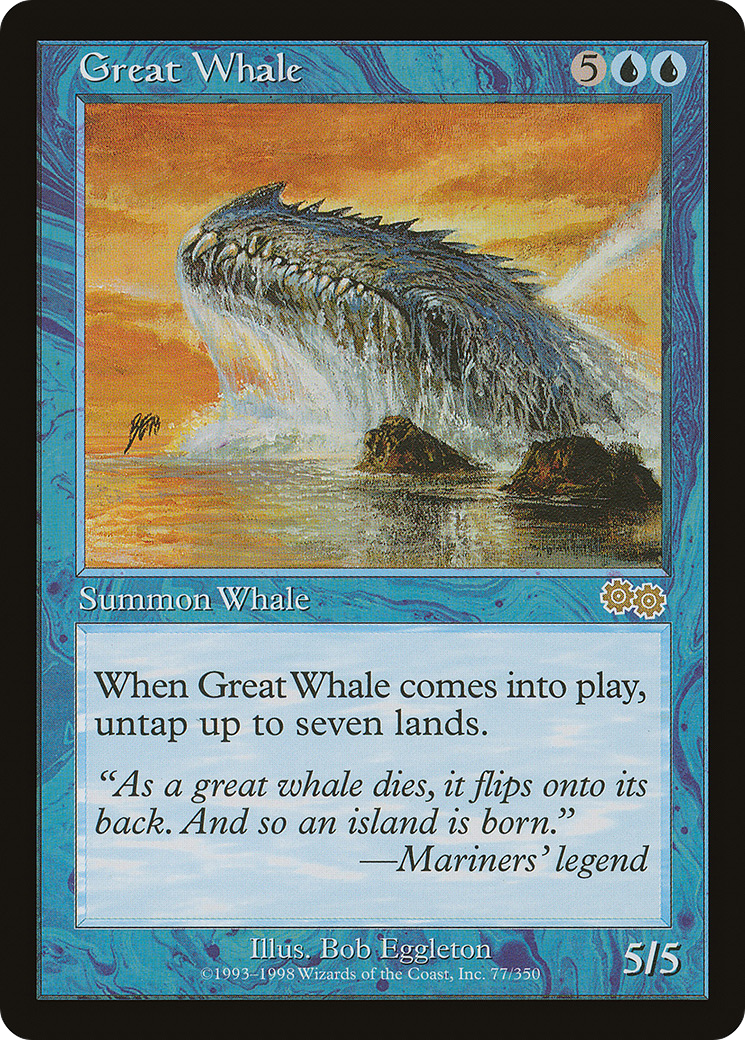 Great Whale 5
Summon Whale
When Great Whale comes into play,
untap up to seven lands.
“As a great whale dies, it flips onto its
back. And so an island is born.”
—Mariners’ legend
Illus. Bob Eggleton
©1993–1998 Wizards of the Coast, Inc. 77/350
5/5